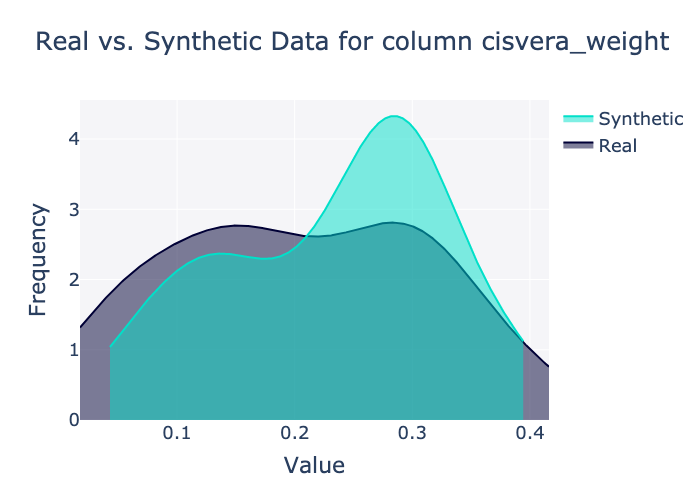 Real vs. Synthetic Data for column cisvera_weight
Synthetic
Real
Frequency
4
3
2
1
0
0.1
0.2
0.3
0.4
Value